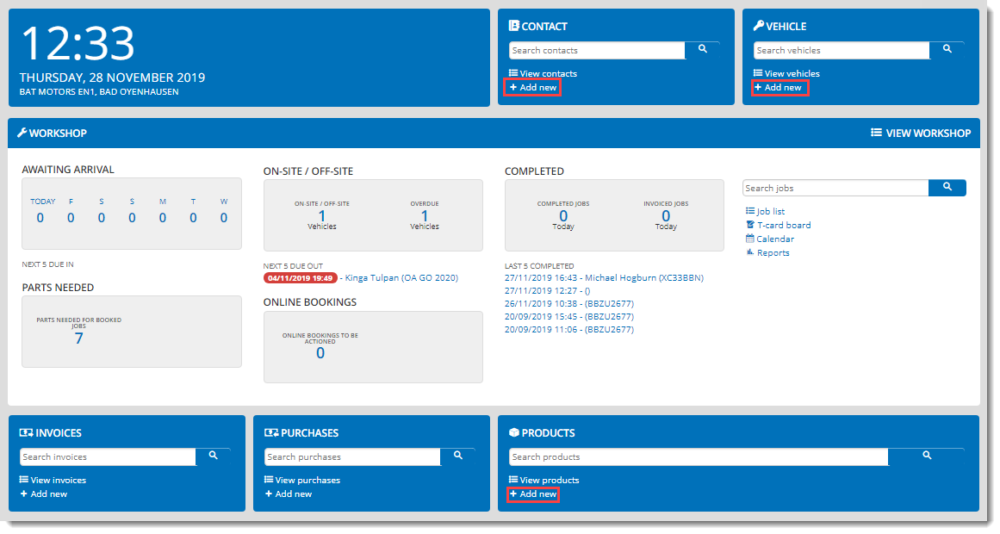 12:33
THURSDAY, 28 NOVEMBER 2019
BAT MOTORS EN1, BAD OYENHAUSEN
CONTACT
Search contacts
View contacts
+ Add new
VEHICLE
Search vehicles
View vehicles
+ Add new
WORKSHOP
VIEW WORKSHOP
AWAITING ARRIVAL
TODAY F S S M T W
0 0 0 0 0 0 0
NEXT 5 DUE IN
PARTS NEEDED
PARTS NEEDED FOR BOOKED
JOBS
7
ON-SITE / OFF-SITE
ON-SITE / OFF-SITE
1
Vehicles
OVERDUE
1
Vehicles
NEXT 5 DUE OUT
04/11/2019 19:49 - Kinga Tulpan (OA GO 2020)
ONLINE BOOKINGS
ONLINE BOOKINGS TO BE
ACTIONED
0
COMPLETED
COMPLETED JOBS
0
Today
INVOICED JOBS
0
Today
LAST 5 COMPLETED
27/11/2019 16:43 - Michael Hogburn (XC33BBN)
27/11/2019 12:27 - ()
26/11/2019 10:38 - (BBZU2677)
20/09/2019 15:45 - (BBZU2677)
20/09/2019 11:06 - (BBZU2677)
Search jobs
Job list
T-card board
Calendar
Reports
INVOICES
Search invoices
View invoices
+ Add new
PURCHASES
Search purchases
View purchases
+ Add new
PRODUCTS
Search products
View products
+ Add new